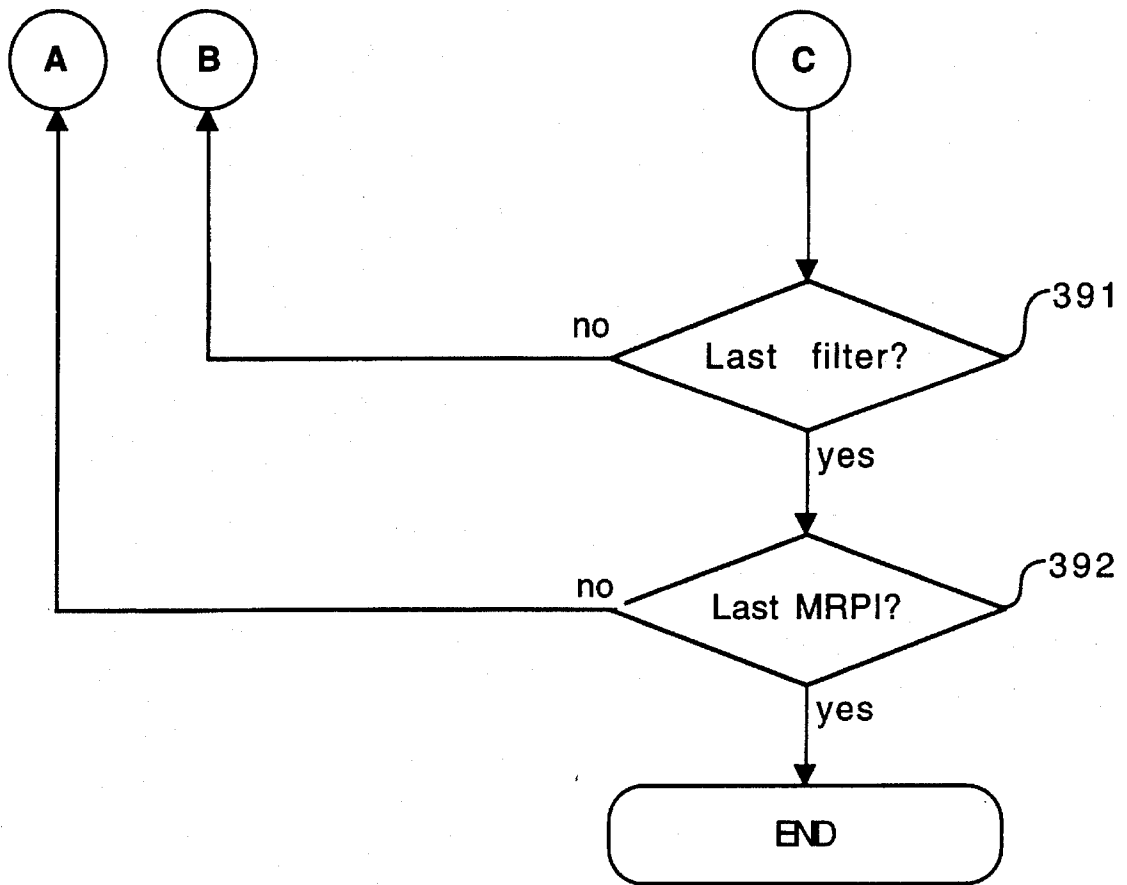 A
B
C
391
no
Last filter?
yes
392
no
Last MRPI?
yes
END